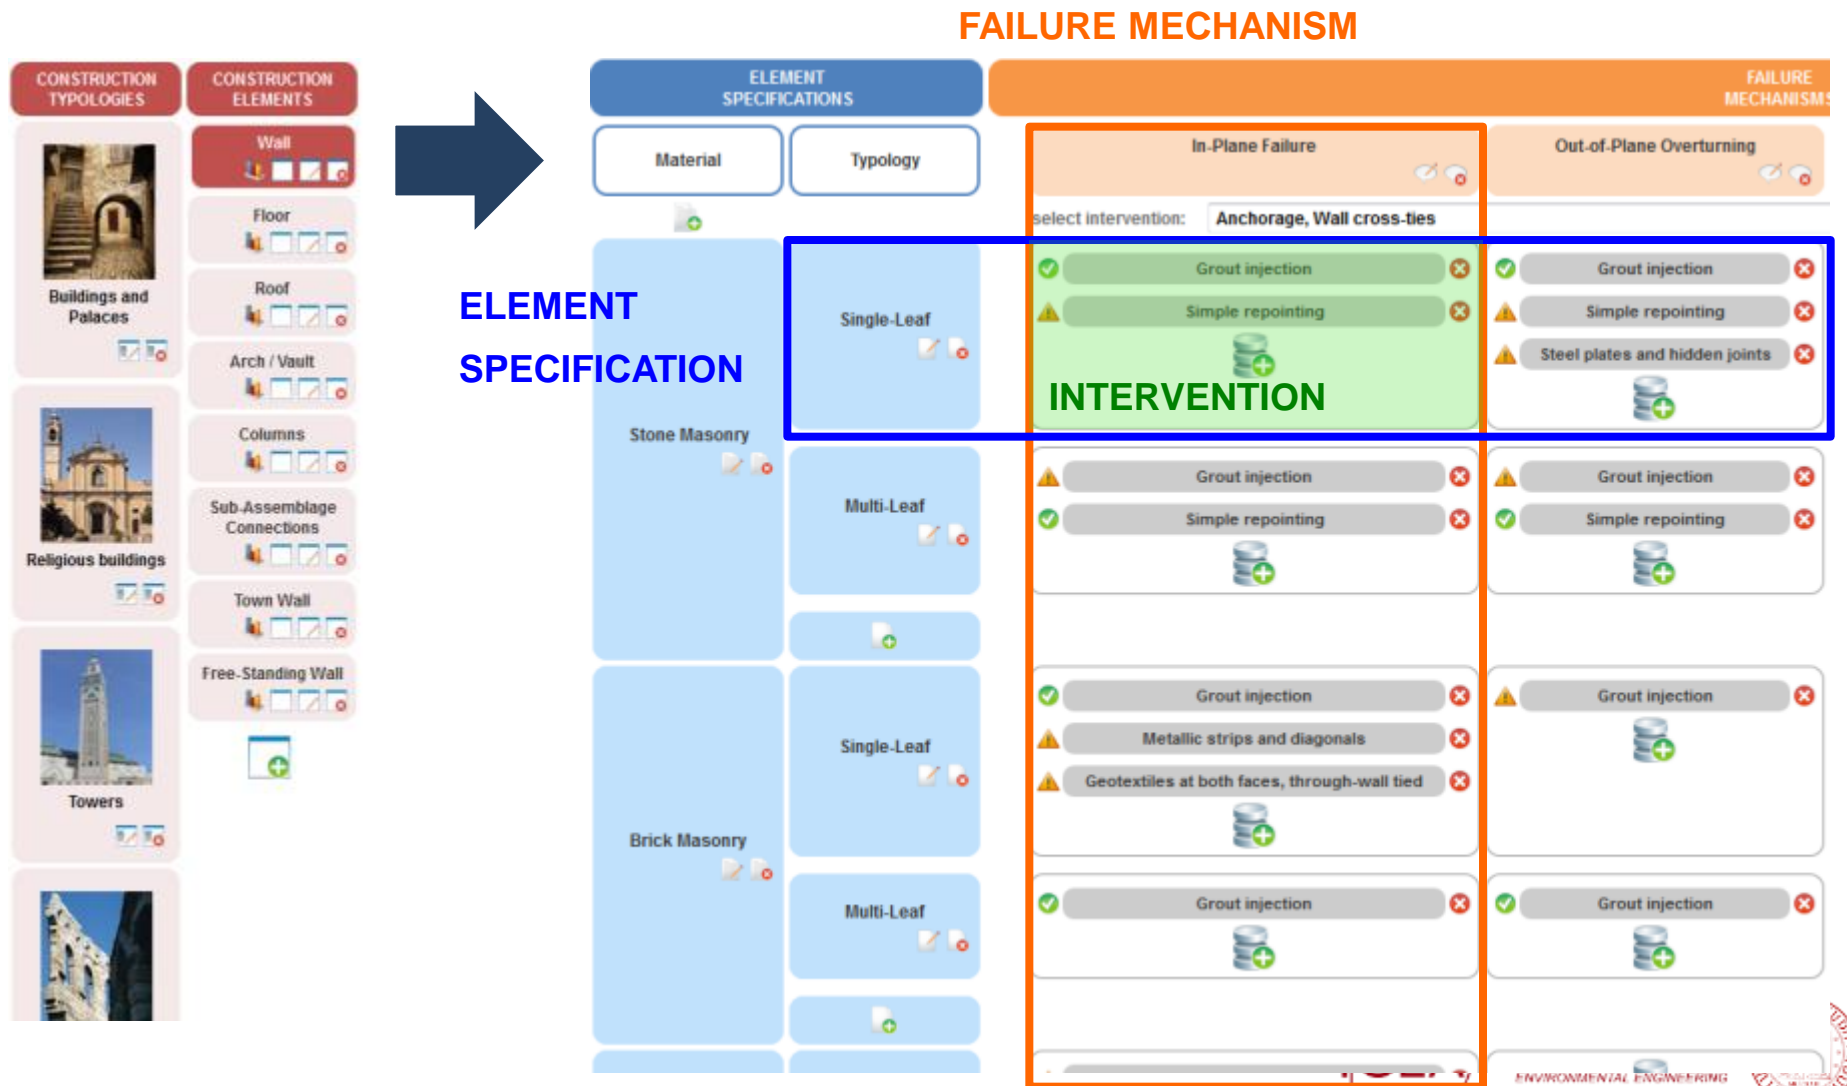 FAILURE MECHANISM
CONSTRUCTION
TYPOLOGIES
CONSTRUCTION
ELEMENTS
Buildings and
Palaces
Religious buildings
Towers
Wall
Floor
Roof
Arch / Vault
Columns
Sub-Assemblage
Connections
Town Wall
Free-Standing Wall
ELEMENT
SPECIFICATIONS
FAILURE
MECHANISMS
Material
Typology
In-Plane Failure
Out-of-Plane Overturning
select intervention: Anchorage, Wall cross-ties
ELEMENT
SPECIFICATION
Stone Masonry
Single-Leaf
Grout injection
Simple repointing
INTERVENTION
Grout injection
Simple repointing
Steel plates and hidden joints
Multi-Leaf
Grout injection
Simple repointing
Grout injection
Simple repointing
Brick Masonry
Single-Leaf
Grout injection
Metallic strips and diagonals
Geotextiles at both faces, through-wall tied
Grout injection
Multi-Leaf
Grout injection
Grout injection
ENVIRONMENTAL ENGINEERING